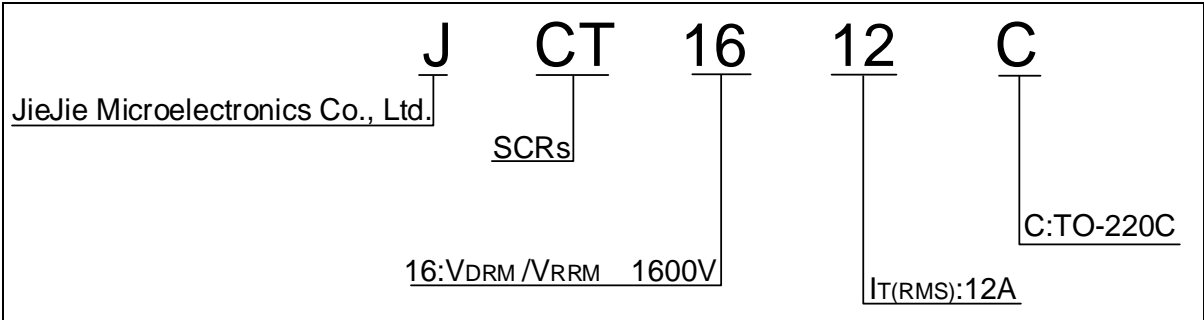 J CT 16 12 C
JieJie Microelectronics Co., Ltd.
SCRs
C:TO-220C
16:VDRM /VRRM 1600V
IT(RMS):12A